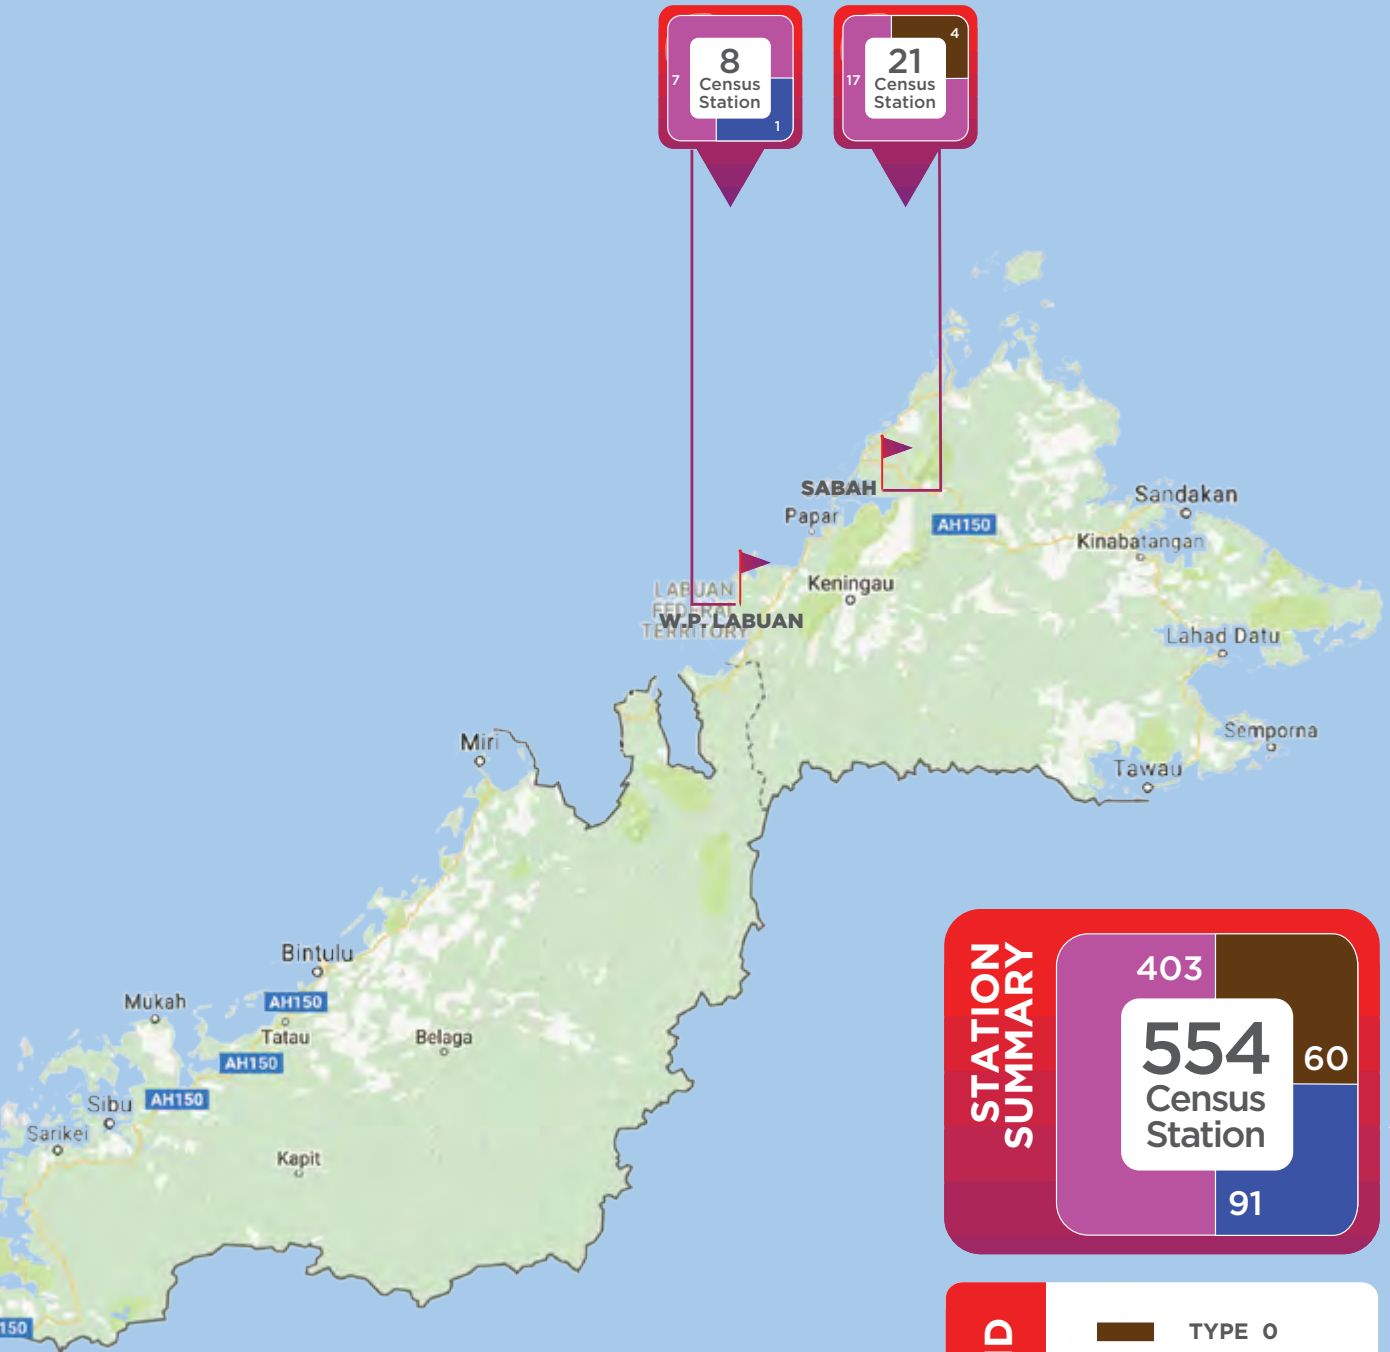 8
Census
Station
7
1
21
Census
Station
4
17
SABAH
Papar
AH150
Sandakan
Kinabatangan
Keningau
LABUAN
FEDERAL
TERRITORY
W.P. LABUAN
Lahad Datu
Semporna
Tawau
Miri
Bintulu
Mukah
AH150
Tatau
Belaga
AH150
Sibu
AH150
Sarikei
Kapit
150
STATION
SUMMARY
403
554
Census
Station
60
91
TYPE 0